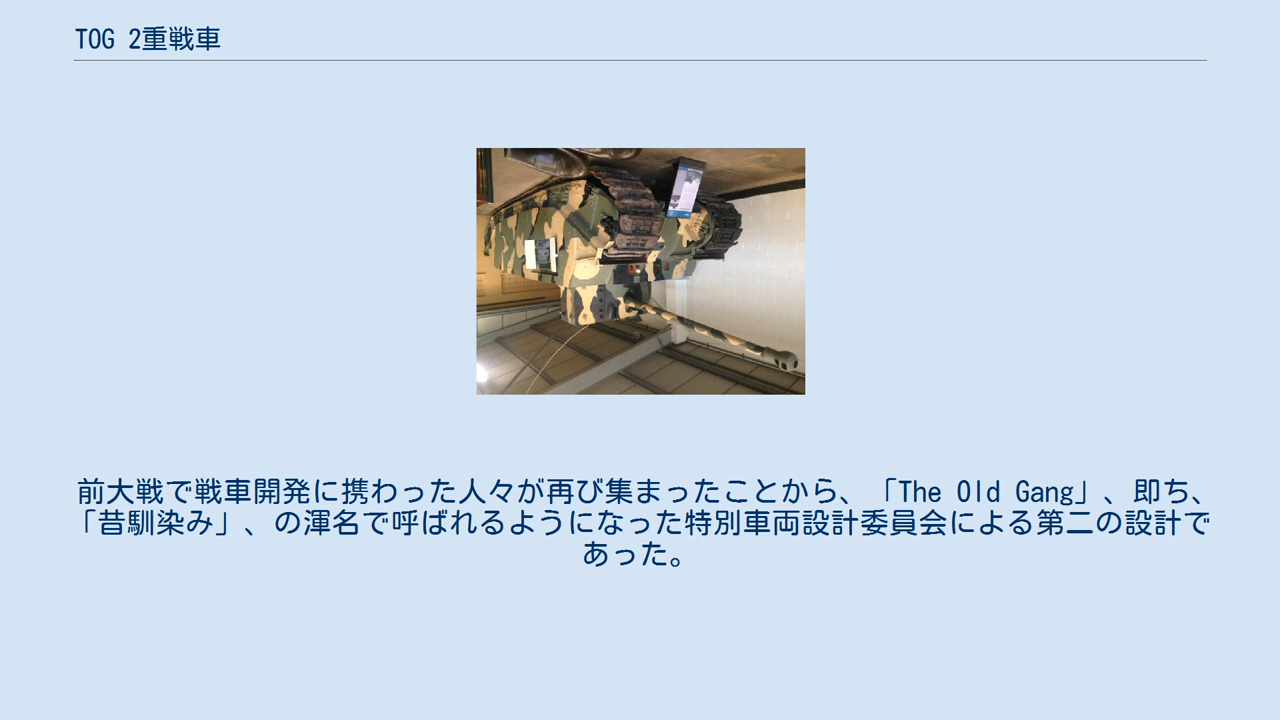 TOG 2重戦車
前大戦で戦車開発に携わった人々が再び集まったことから、「The Old Gang」、即ち、
「昔馴染み」、の渾名で呼ばれるようになった特別車両設計委員会による第二の設計で
あった。